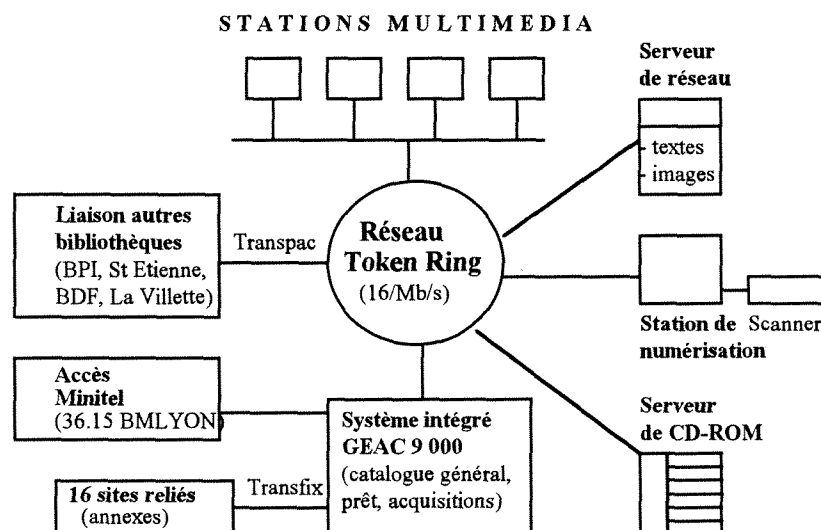 STATIONS MULTIMEDIA
Serveur
de réseau
- textes
- images
Liaison autres
bibliothèques
(BPI, St Etienne,
BDF, La Villette)
Transpac
Réseau
Token Ring
(16/Mb/s)
Station de
numérisation
Scanner
Accès
Minitel
(36.15 BMLYON)
Système intégré
GEAC 9 000
(catalogue général,
prêt, acquisitions)
Serveur
de CD-ROM
16 sites reliés
(annexes)
Transfix